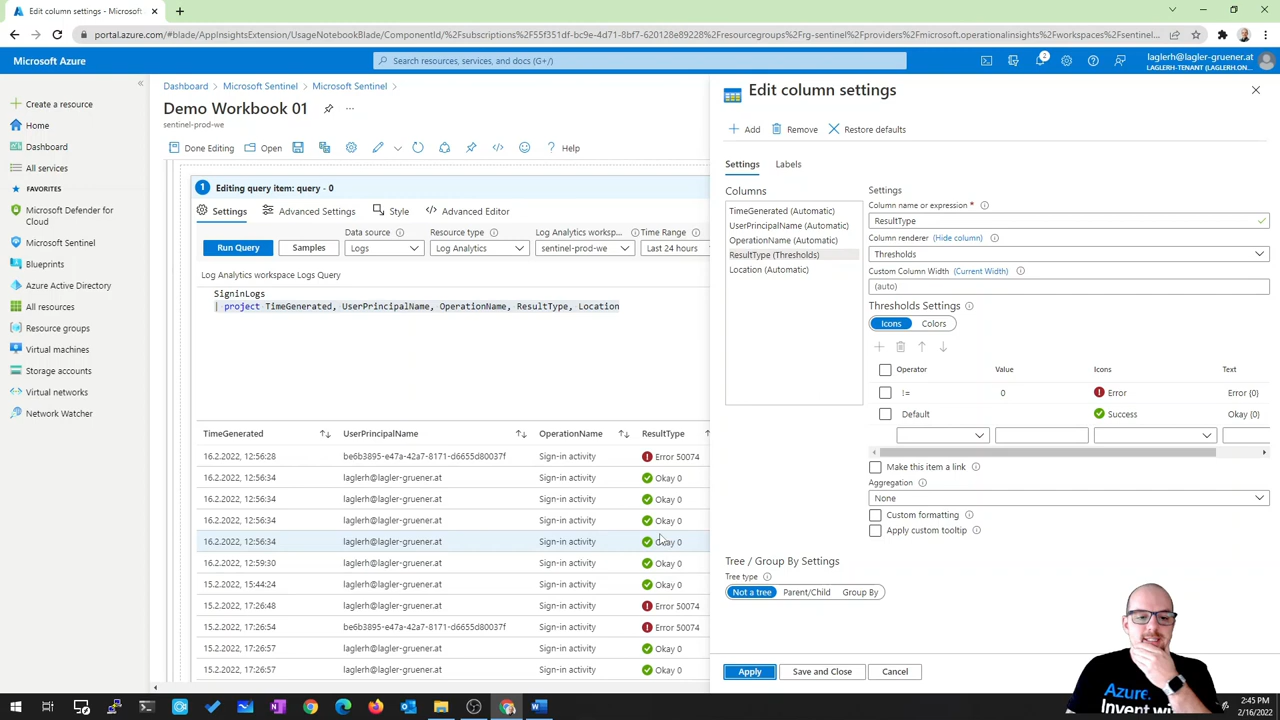 Edit column settings - Microsoft
portal.azure.com/#blade/AppInsightsExtension/UsageNotebookBlade/ComponentId/%2Fsubscriptions%2F55f351df-bc9e-4d71-8bf7-620128e89228%2Fresourcegroups%2Frg-sentinel%2Fproviders%2Fmicrosoft.operationalinsights%2Fworkspaces%2Fsentinel...
Microsoft Azure
Search resources, services, and docs (G+/)
2
laglerh@lagler-gruener.at
LAGLERH-TENANT (LAGLERH.ON...
Create a resource
Home
Dashboard
All services
FAVORITES
Microsoft Defender for Cloud
Microsoft Sentinel
Blueprints
Azure Active Directory
All resources
Resource groups
Virtual machines
Storage accounts
Virtual networks
Network Watcher
Dashboard > Microsoft Sentinel > Microsoft Sentinel >
Demo Workbook 01
sentinel-prod-we
Done Editing Open Help
1 Editing query item: query - 0
Settings Advanced Settings Style Advanced Editor
Data source Resource type Log Analytics worksp... Time Range
Run Query Samples Logs Log Analytics sentinel-prod-we Last 24 hours
Log Analytics workspace Logs Query
SigninLogs
| project TimeGenerated, UserPrincipalName, OperationName, ResultType, Location
TimeGenerated UserPrincipalName OperationName ResultType
16.2.2022, 12:56:28 be6b3895-e47a-42a7-8171-d6655d80037f Sign-in activity Error 50074
16.2.2022, 12:56:34 laglerh@lagler-gruener.at Sign-in activity Okay 0
16.2.2022, 12:56:34 laglerh@lagler-gruener.at Sign-in activity Okay 0
16.2.2022, 12:56:34 laglerh@lagler-gruener.at Sign-in activity Okay 0
16.2.2022, 12:56:34 laglerh@lagler-gruener.at Sign-in activity Okay 0
16.2.2022, 12:59:30 laglerh@lagler-gruener.at Sign-in activity Okay 0
15.2.2022, 15:44:24 laglerh@lagler-gruener.at Sign-in activity Okay 0
15.2.2022, 17:26:48 laglerh@lagler-gruener.at Sign-in activity Error 50074
15.2.2022, 17:26:54 be6b3895-e47a-42a7-8171-d6655d80037f Sign-in activity Error 50074
15.2.2022, 17:26:57 laglerh@lagler-gruener.at Sign-in activity Okay 0
15.2.2022, 17:26:57 laglerh@lagler-gruener.at Sign-in activity Okay 0
Edit column settings
Add Remove Restore defaults
Settings Labels
Columns
TimeGenerated (Automatic)
UserPrincipalName (Automatic)
OperationName (Automatic)
ResultType (Thresholds)
Location (Automatic)
Settings
Column name or expression *
ResultType
Column renderer (Hide column)
Thresholds
Custom Column Width (Current Width)
(auto)
Thresholds Settings
Icons Colors
Operator Value Icons Text
!= 0 Error Error {0}
Default Success Okay {0}
Make this item a link
Aggregation
None
Custom formatting
Apply custom tooltip
Tree / Group By Settings
Tree type
Not a tree Parent/Child Group By
Apply Save and Close Cancel
Azure.
Invent wi
2:45 PM
2/16/2022